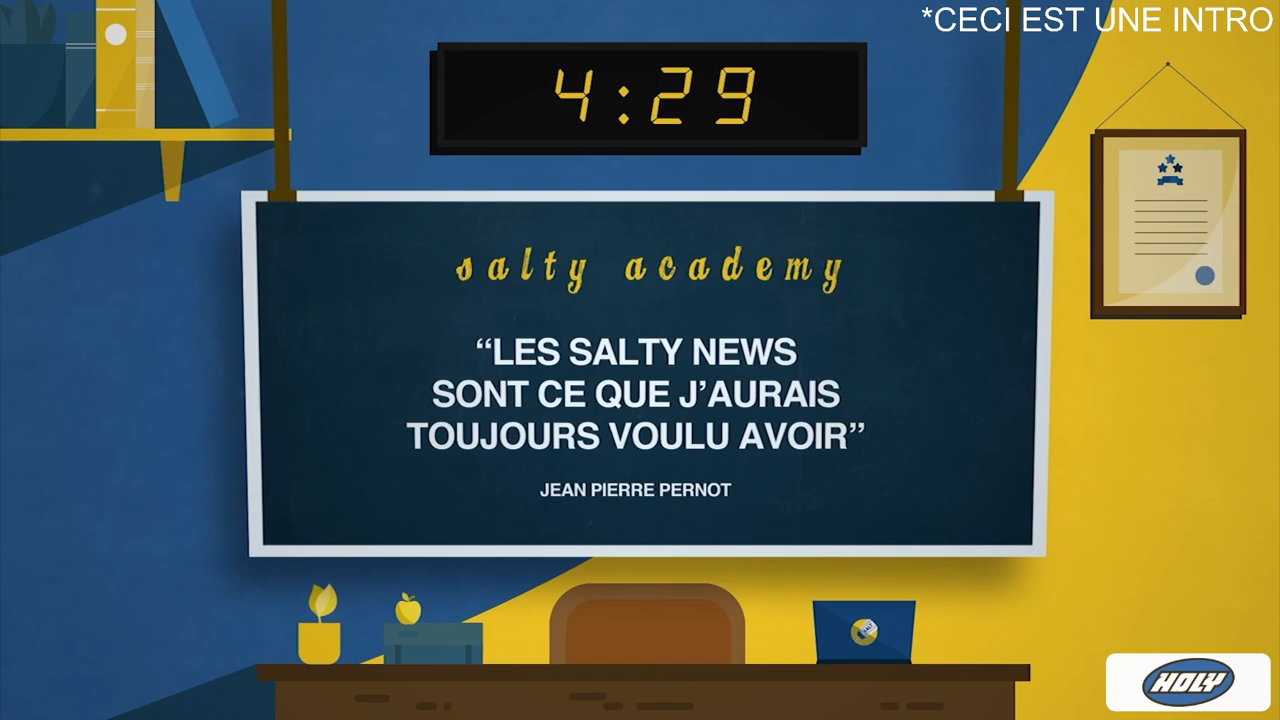 *CECI EST UNE INTRO
4:29
salty academy
“LES SALTY NEWS
SONT CE QUE J’AURAIS
TOUJOURS VOULU AVOIR”
JEAN PIERRE PERNOT
HOLY